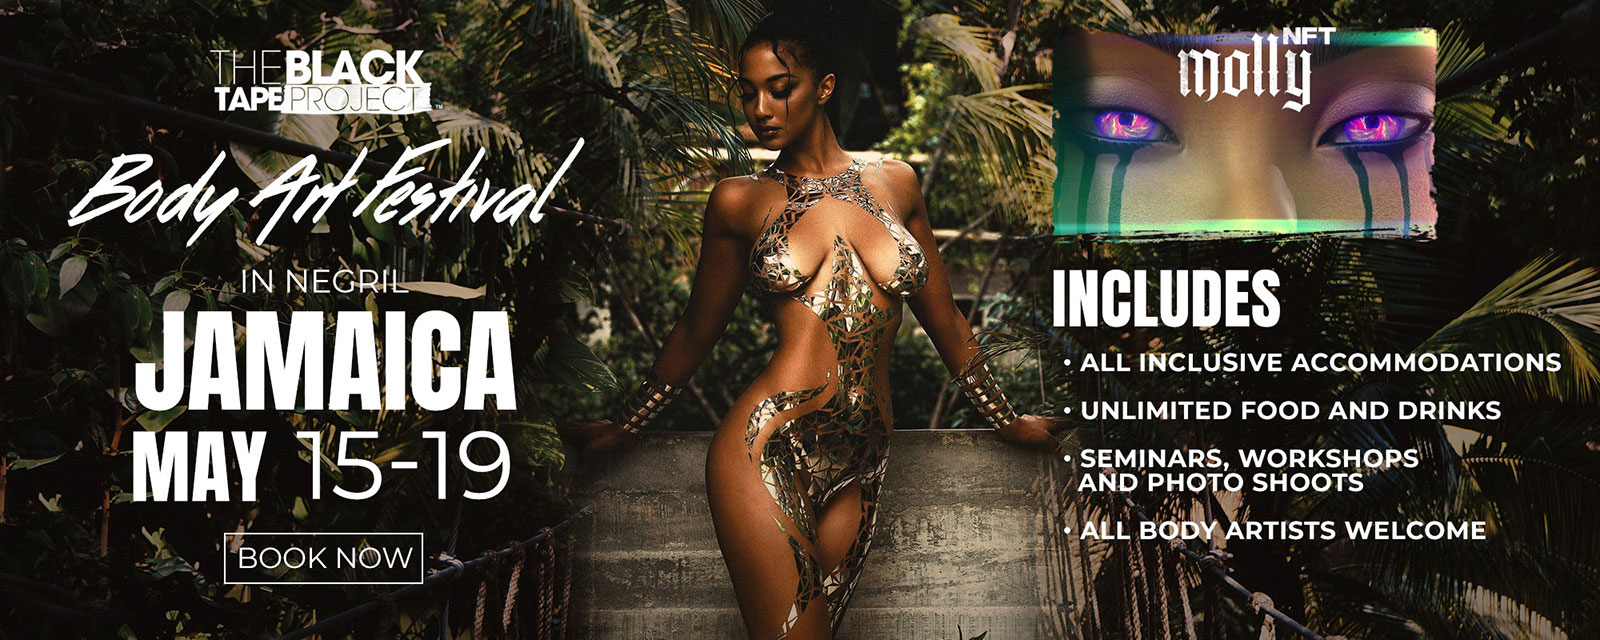 THE BLACK
TAPE PROJECT ™
Body Art Festival
IN NEGRIL
JAMAICA
MAY 15-19
BOOK NOW
NFT
molly
INCLUDES
• ALL INCLUSIVE ACCOMMODATIONS
• UNLIMITED FOOD AND DRINKS
• SEMINARS, WORKSHOPS
AND PHOTO SHOOTS
• ALL BODY ARTISTS WELCOME